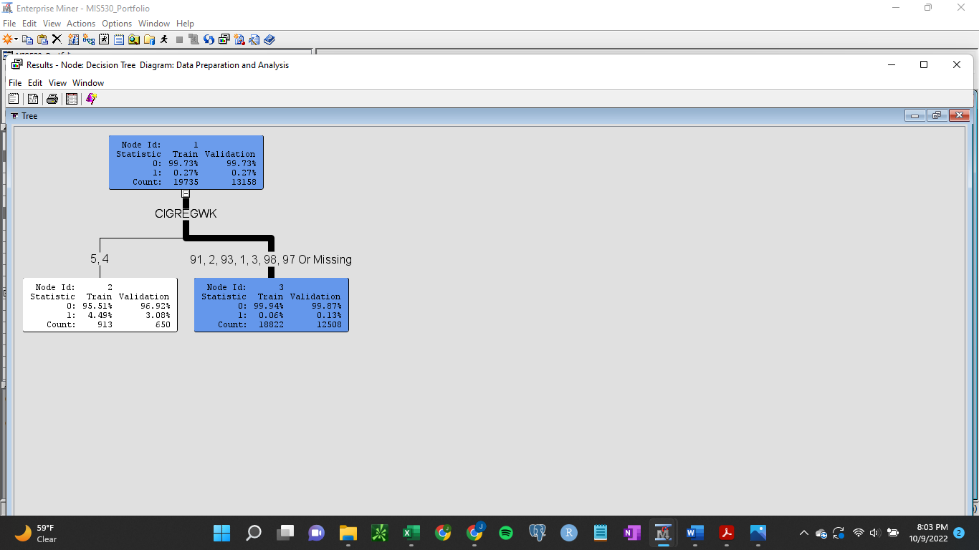 Enterprise Miner - MIS530_Portfolio
File Edit View Actions Options Window Help
Results - Node: Decision Tree Diagram: Data Preparation and Analysis
File Edit View Window
Tree
Node Id: 1
Statistic Train Validation
0: 99.73% 99.73%
1: 0.27% 0.27%
Count: 19735 13158
CIGREGWK
5, 4
91, 2, 93, 1, 3, 98, 97 Or Missing
Node Id: 2
Statistic Train Validation
0: 95.51% 96.92%
1: 4.49% 3.08%
Count: 913 650
Node Id: 3
Statistic Train Validation
0: 99.94% 99.87%
1: 0.06% 0.13%
Count: 18822 12508
59°F
Clear
8:03 PM
10/9/2022
2